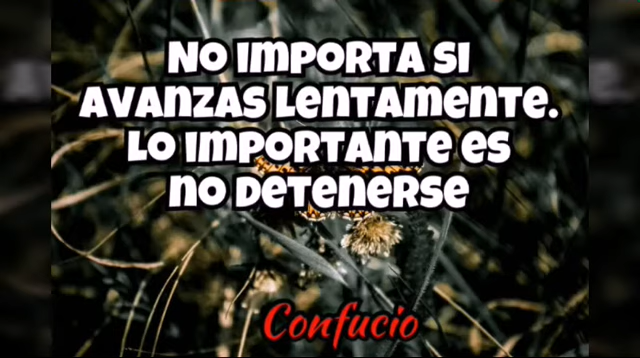 No importa si
avanzas lentamente.
Lo importante es
no detenerse
Confucio